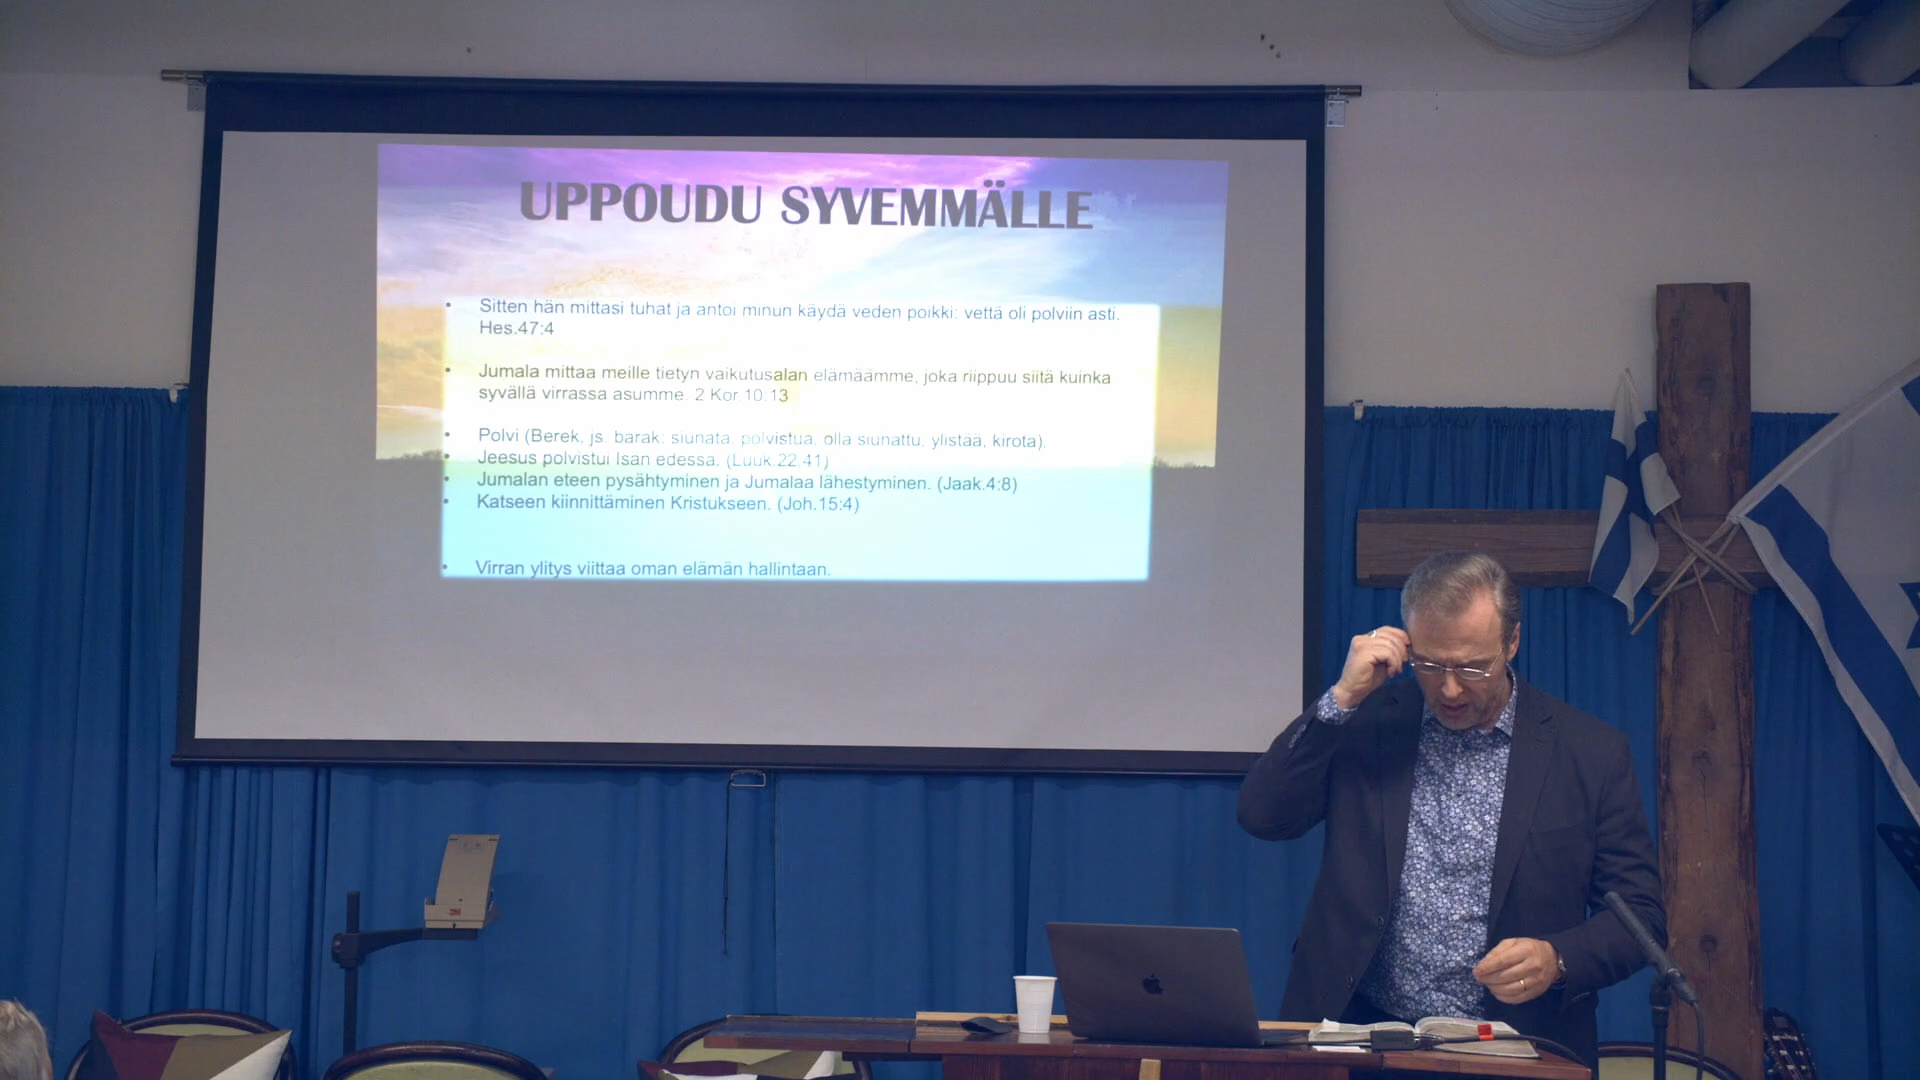 UPPOUDU SYVEMMÄLLE
• Sitten hän mittasi tuhat ja antoi minun käydä veden poikki: vettä oli polviin asti.
Hes.47:4
• Jumala mittaa meille tietyn vaikutusalan elämäämme, joka riippuu siitä kuinka
syvällä virrassa asumme. 2 Kor.10:13
• Polvi (Berek, js. barak: siunata, polvistua, olla siunattu, ylistää, kirota).
• Jeesus polvistui Isän edessä. (Luuk.22:41)
• Jumalan eteen pysähtyminen ja Jumalaa lähestyminen. (Jaak.4:8)
• Katseen kiinnittäminen Kristukseen. (Joh.15:4)
• Virran ylitys viittaa oman elämän hallintaan.
3M